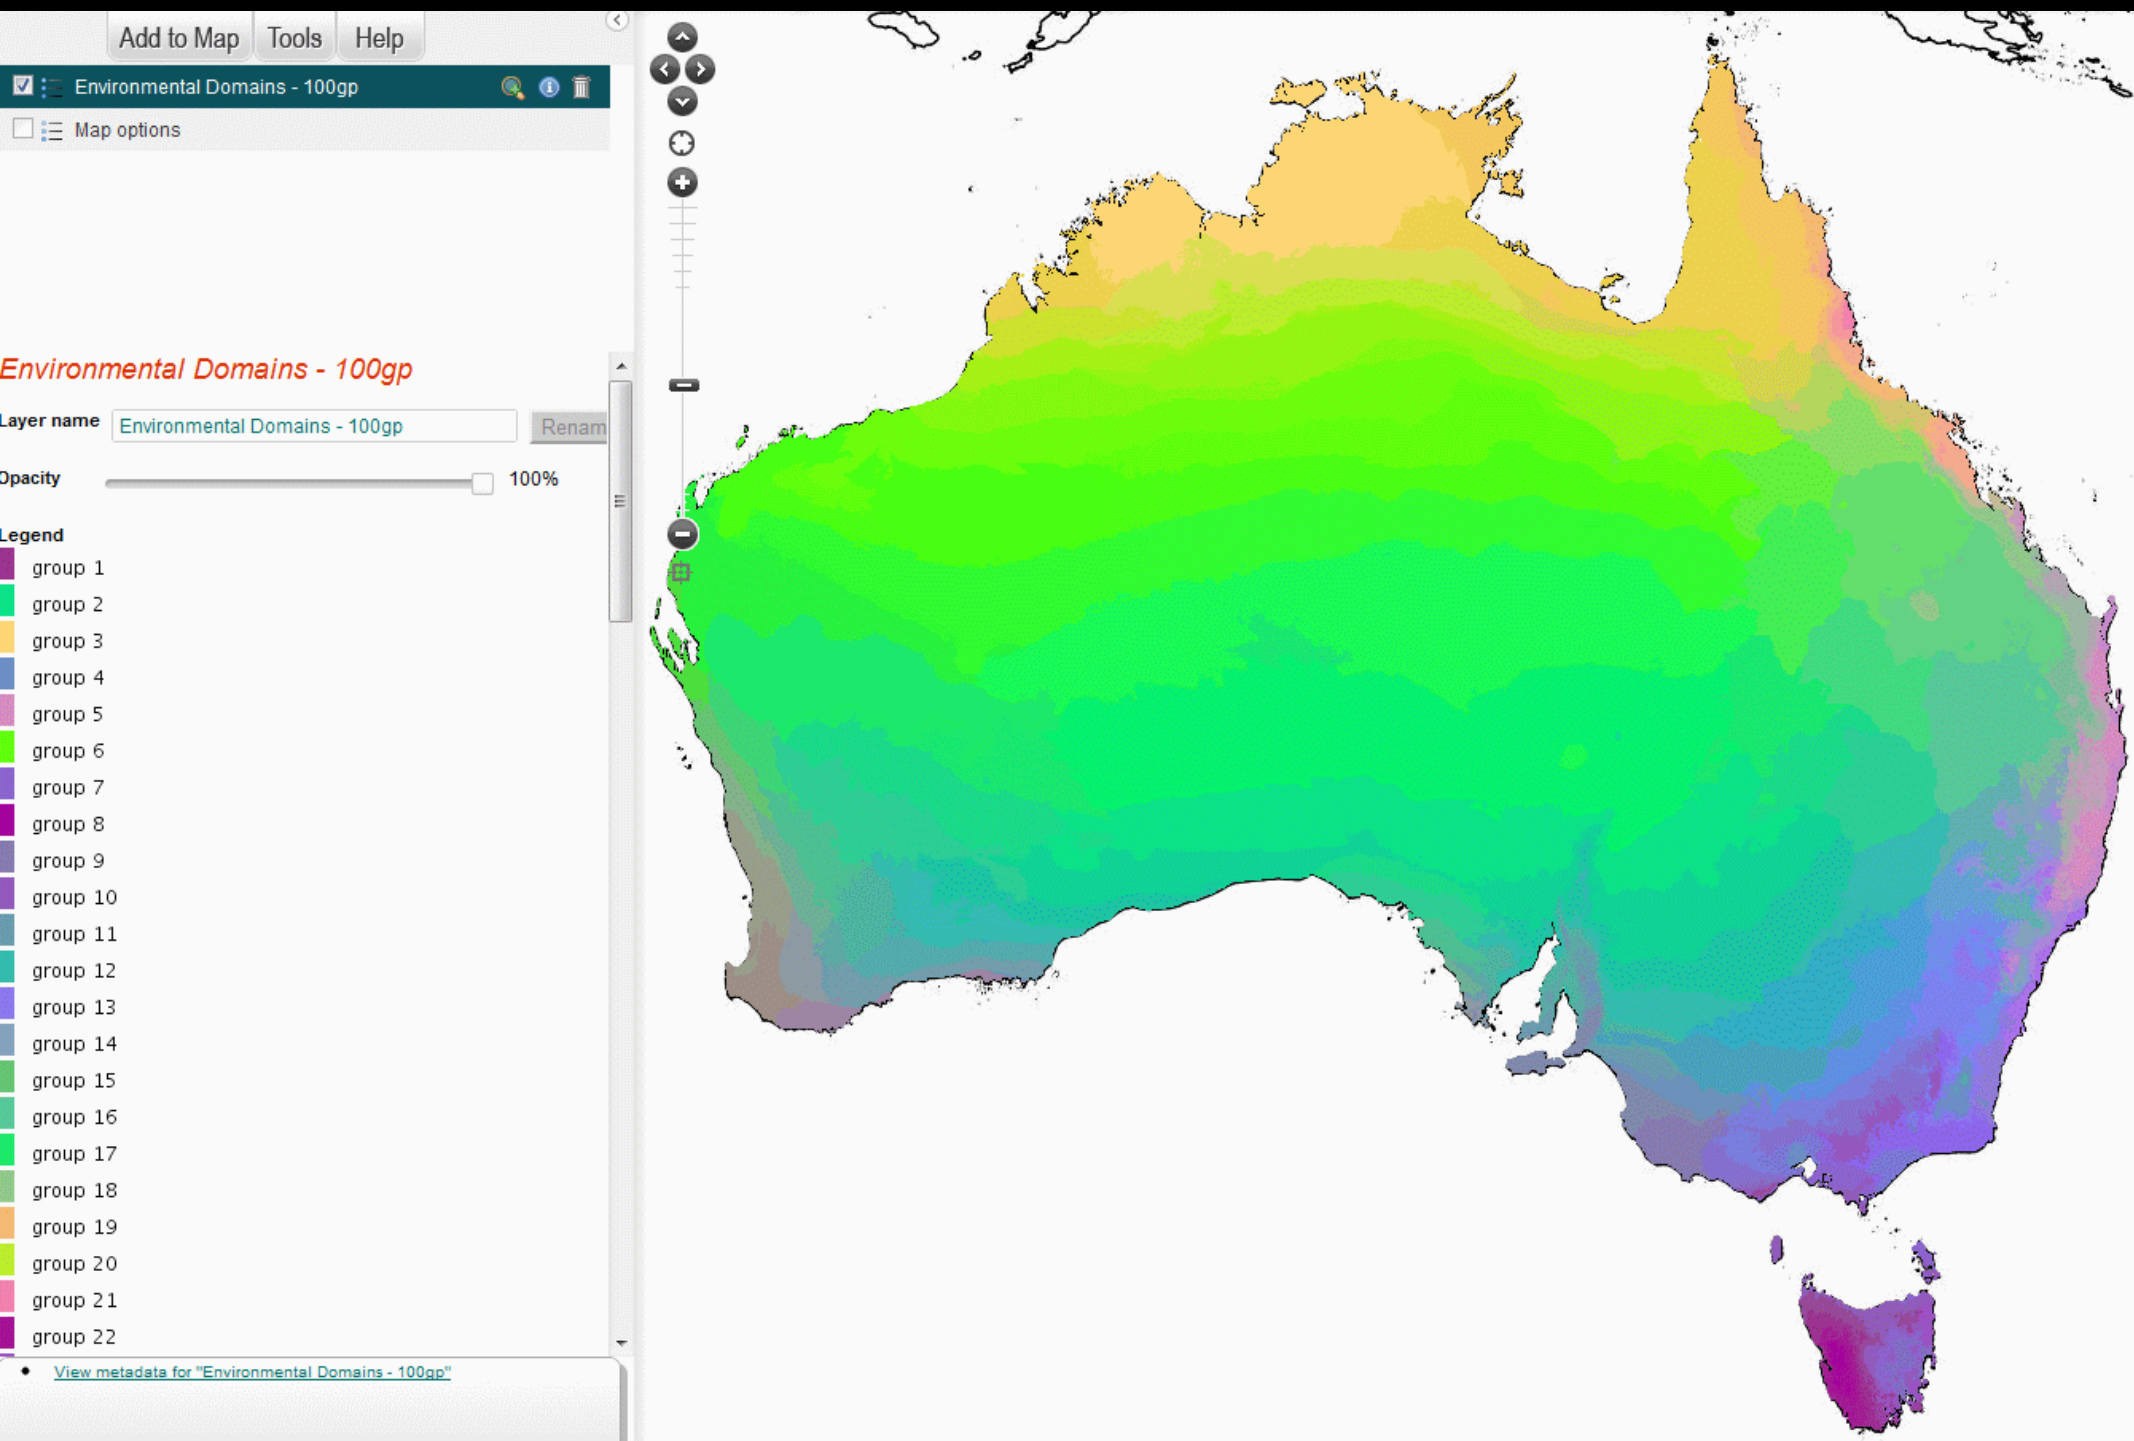 Add to Map Tools Help
Environmental Domains - 100gp
Map options
Environmental Domains - 100gp
Layer name Environmental Domains - 100gp Renam
Opacity 100%
Legend
group 1
group 2
group 3
group 4
group 5
group 6
group 7
group 8
group 9
group 10
group 11
group 12
group 13
group 14
group 15
group 16
group 17
group 18
group 19
group 20
group 21
group 22
View metadata for "Environmental Domains - 100gp"